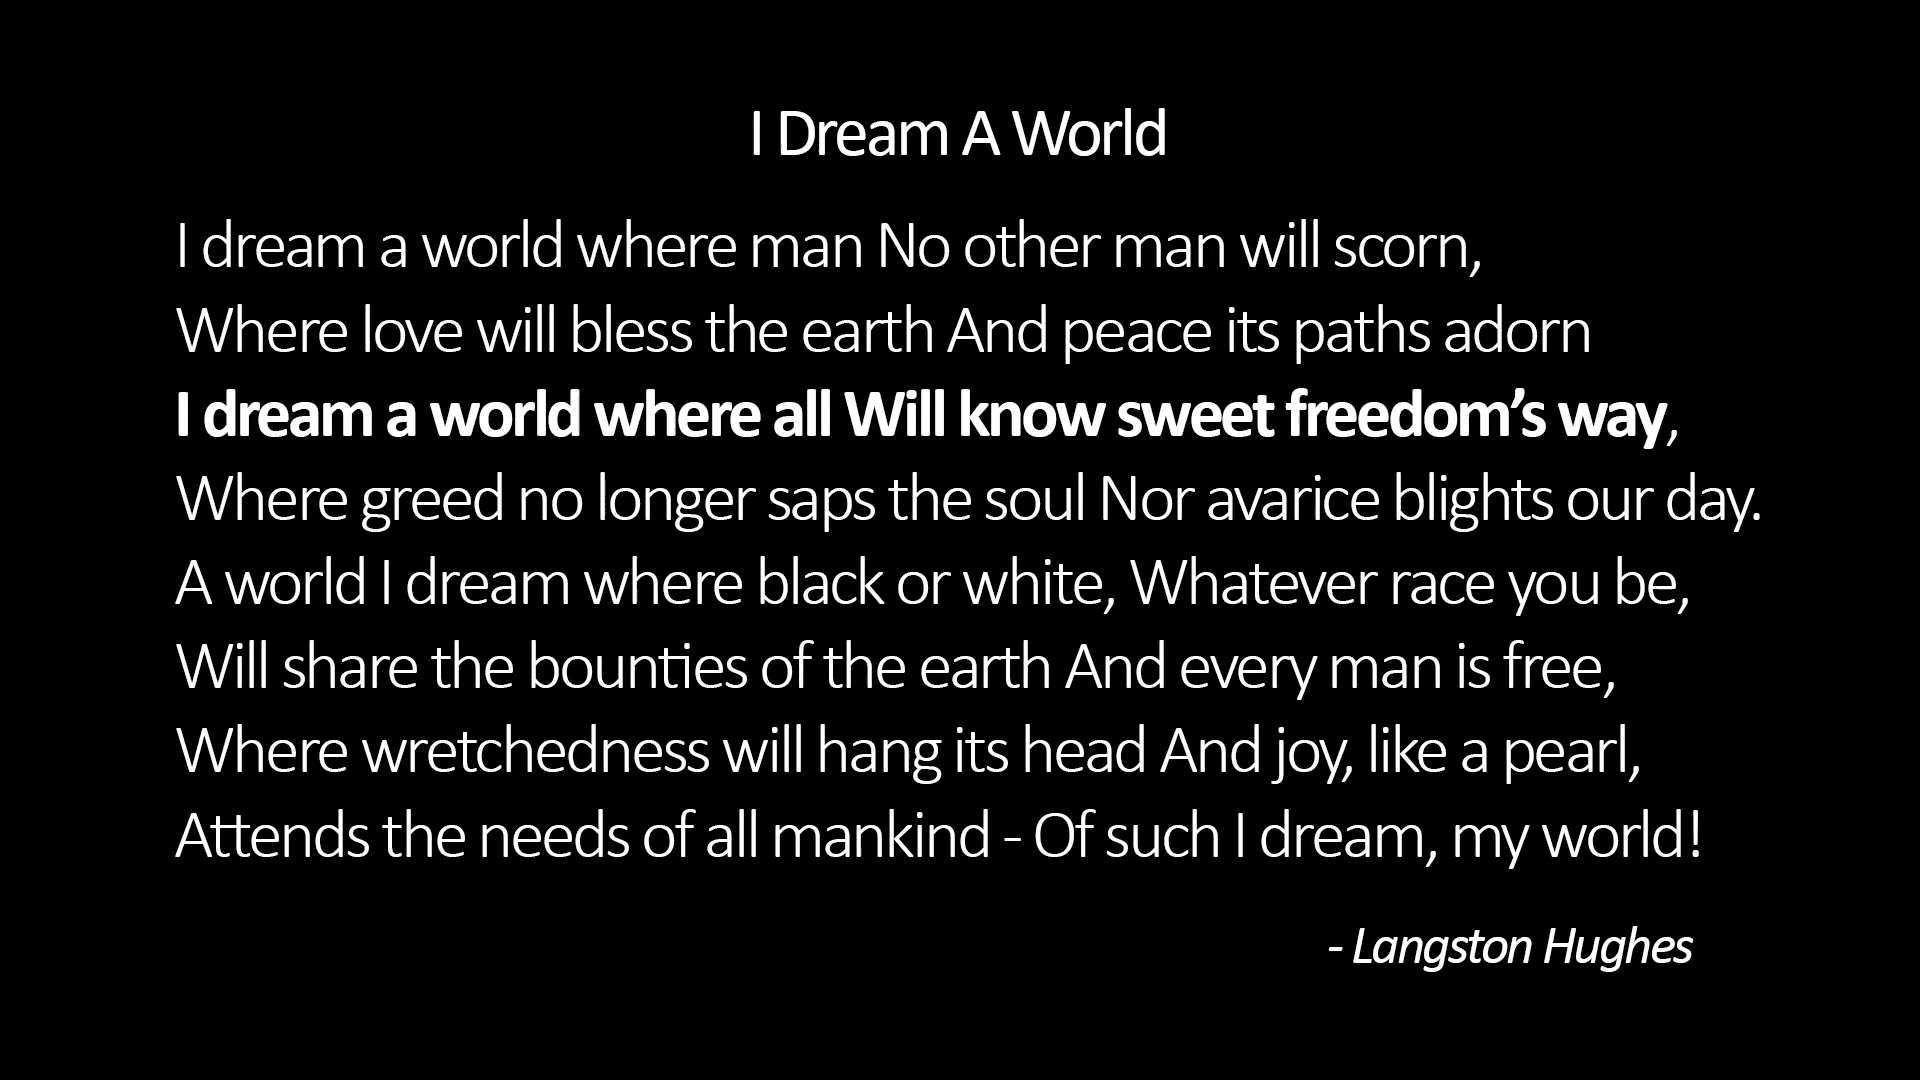 I Dream A World
I dream a world where man No other man will scorn,
Where love will bless the earth And peace its paths adorn
I dream a world where all Will know sweet freedom’s way,
Where greed no longer saps the soul Nor avarice blights our day.
A world I dream where black or white, Whatever race you be,
Will share the bounties of the earth And every man is free,
Where wretchedness will hang its head And joy, like a pearl,
Attends the needs of all mankind - Of such I dream, my world!
- Langston Hughes